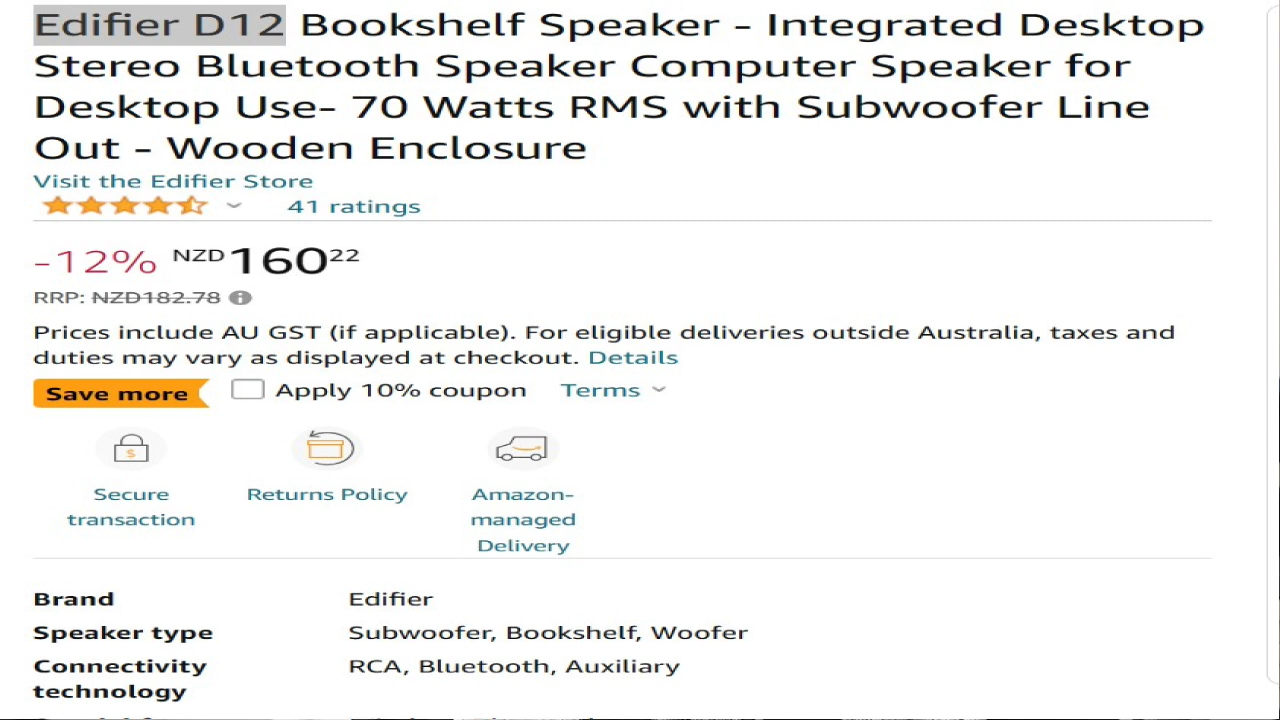 Edifier D12 Bookshelf Speaker - Integrated Desktop
Stereo Bluetooth Speaker Computer Speaker for
Desktop Use- 70 Watts RMS with Subwoofer Line
Out - Wooden Enclosure
Visit the Edifier Store
41 ratings
-12% NZD160²²
RRP: NZD182.78
Prices include AU GST (if applicable). For eligible deliveries outside Australia, taxes and
duties may vary as displayed at checkout. Details
Save more Apply 10% coupon Terms
Secure
transaction
Returns Policy
Amazon-
managed
Delivery
Brand Edifier
Speaker type Subwoofer, Bookshelf, Woofer
Connectivity RCA, Bluetooth, Auxiliary
technology